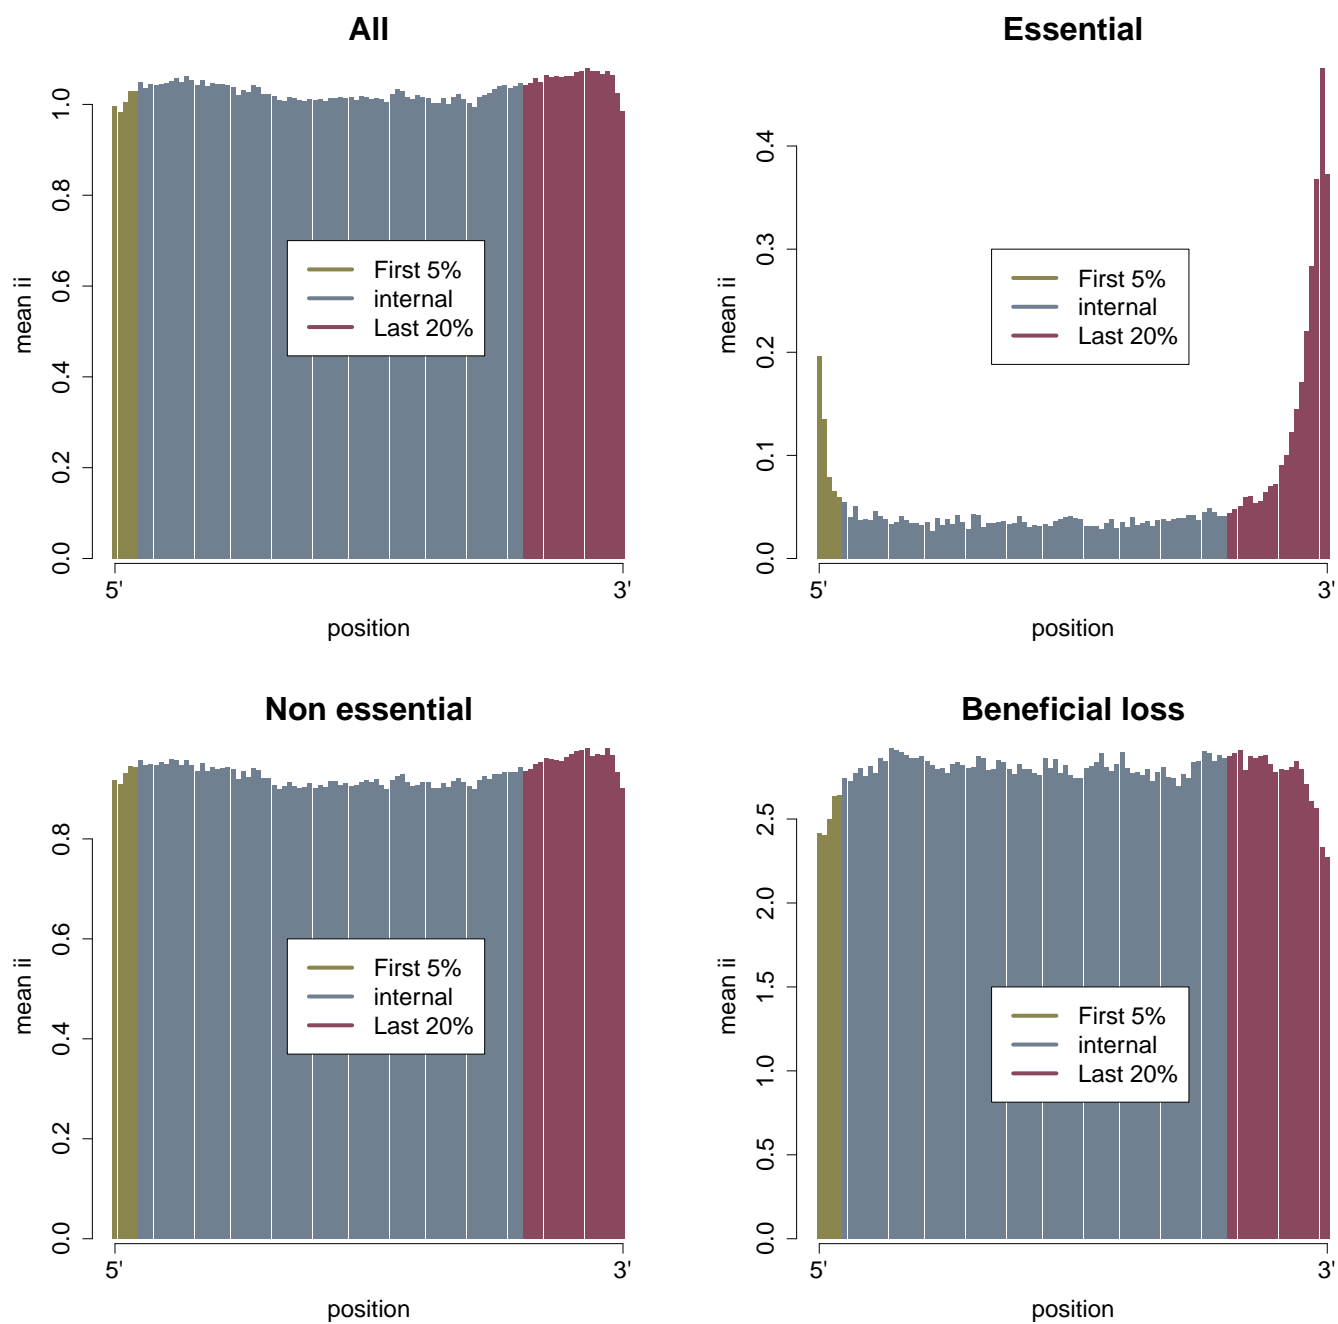 All
mean ii
1.0
0.8
0.6
0.4
0.2
0.0
First 5%
internal
Last 20%
5'
3'
position
Essential
mean ii
0.4
0.3
0.2
0.1
0.0
First 5%
internal
Last 20%
5'
3'
position
Non essential
mean ii
0.8
0.6
0.4
0.2
0.0
First 5%
internal
Last 20%
5'
3'
position
Beneficial loss
mean ii
2.5
2.0
1.5
1.0
0.5
0.0
First 5%
internal
Last 20%
5'
3'
position